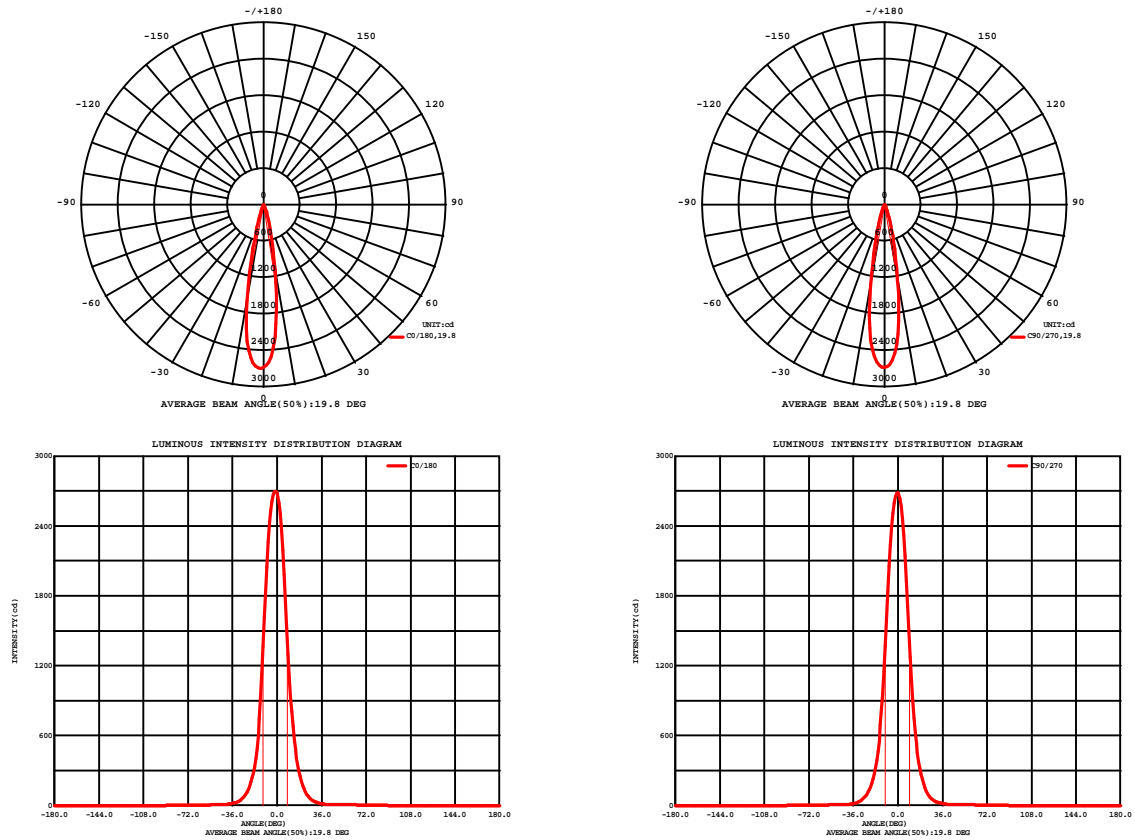 -/+180
-150
150
-120
120
-90
90
-60
60
-30
30
0
0
600
1200
1800
2400
3000
UNIT:cd
C0/180,19.8
AVERAGE BEAM ANGLE(50%):19.8 DEG
-/+180
-150
150
-120
120
-90
90
-60
60
-30
30
0
0
600
1200
1800
2400
3000
UNIT:cd
C90/270,19.8
AVERAGE BEAM ANGLE(50%):19.8 DEG
LUMINOUS INTENSITY DISTRIBUTION DIAGRAM
C0/180
3000
2400
1800
1200
600
0
INTENSITY(cd)
-180.0 -144.0 -108.0 -72.0 -36.0 0.0 36.0 72.0 108.0 144.0 180.0
ANGLE(DEG)
AVERAGE BEAM ANGLE(50%):19.8 DEG
LUMINOUS INTENSITY DISTRIBUTION DIAGRAM
C90/270
3000
2400
1800
1200
600
0
INTENSITY(cd)
-180.0 -144.0 -108.0 -72.0 -36.0 0.0 36.0 72.0 108.0 144.0 180.0
ANGLE(DEG)
AVERAGE BEAM ANGLE(50%):19.8 DEG